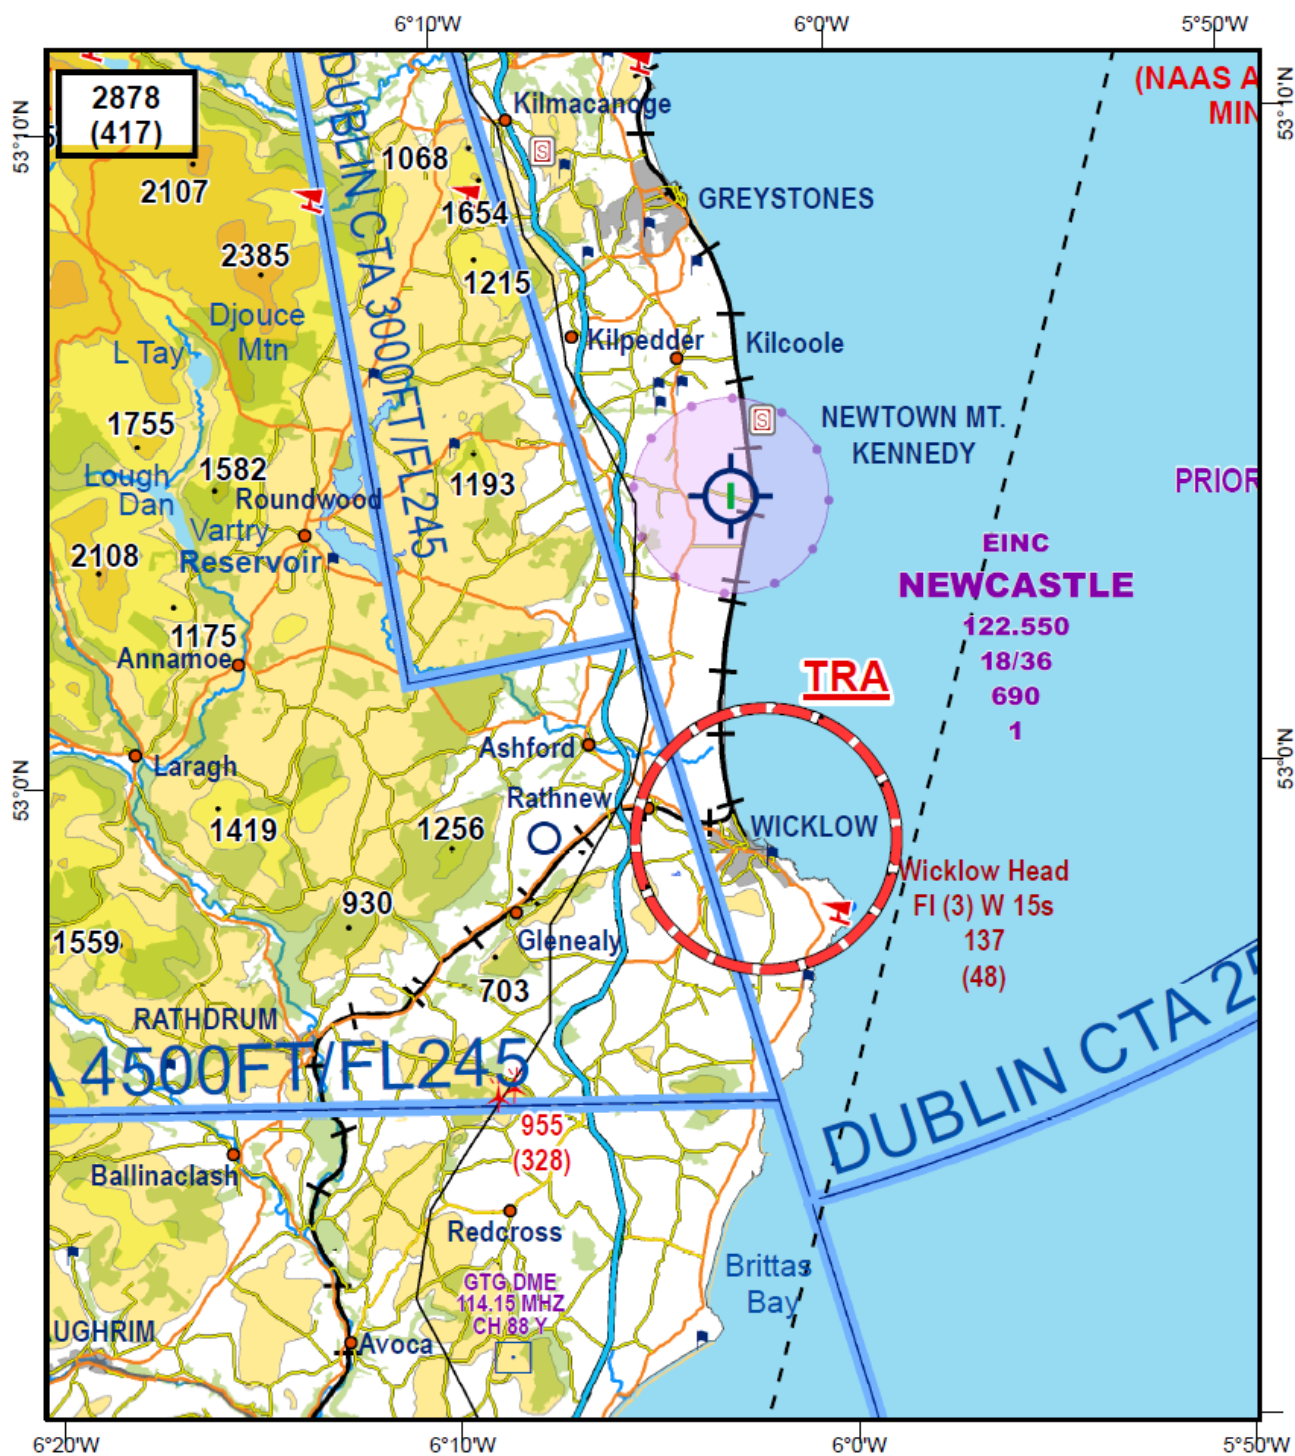 6°10'W
6°0'W
5°50'W
53°10'N
53°10'N
2878
(417)
(NAAS A
MIN
Kilmacanoge
S
1068
2107
GREYSTONES
1654
2385
1215
DUBLIN CTA 3000FT/FL245
Djouce
Mtn
L Tay
Kilpedder
Kilcoole
1755
S
NEWTOWN MT.
KENNEDY
Lough
Dan
1582
1193
Roundwood
PRIOR
Vartry
Reservoir
2108
EINC
NEWCASTLE
122.550
18/36
690
1
1175
Annamoe
TRA
Ashford
Laragh
53°0'N
53°0'N
Rathnew
1419
1256
WICKLOW
Wicklow Head
Fl (3) W 15s
137
(48)
930
1559
Glenealy
703
RATHDRUM
A 4500FT/FL245
DUBLIN CTA 25
955
(328)
Ballinaclash
Redcross
Brittas
Bay
GTG DME
114.15 MHZ
CH 88 Y
AUGHRIM
Avoca
6°20'W
6°10'W
6°0'W
5°50'W